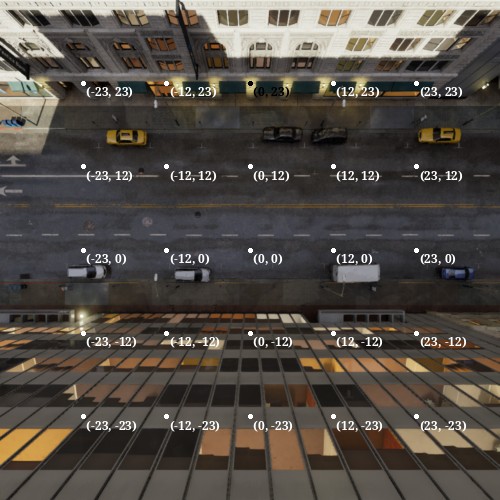 (-23, 23) (-12, 23) (0, 23) (12, 23) (23, 23)
(-23, 12) (-12, 12) (0, 12) (12, 12) (23, 12)
(-23, 0) (-12, 0) (0, 0) (12, 0) (23, 0)
(-23, -12) (-12, -12) (0, -12) (12, -12) (23, -12)
(-23, -23) (-12, -23) (0, -23) (12, -23) (23, -23)